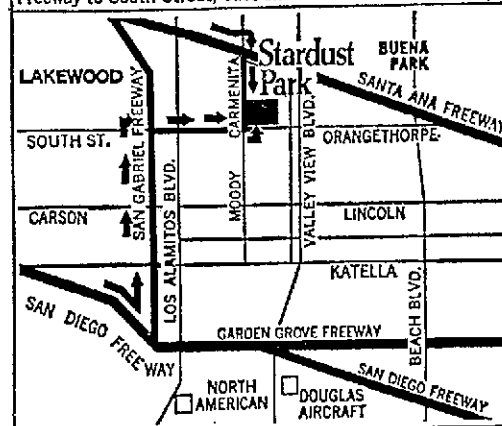 Freeway to South Street,
Stardust
Park
BUENA
PARK
LAKEWOOD
SANTA ANA FREEWAY
CARMENITA
SAN GABRIEL FREEWAY
LOS ALAMITOS BLVD.
VALLEY VIEW BLVD.
SOUTH ST.
ORANGETHORPE
MOODY
CARSON
LINCOLN
KATELLA
BEACH BLVD.
SAN DIEGO FREEWAY
GARDEN GROVE FREEWAY
SAN DIEGO FREEWAY
NORTH
AMERICAN
DOUGLAS
AIRCRAFT